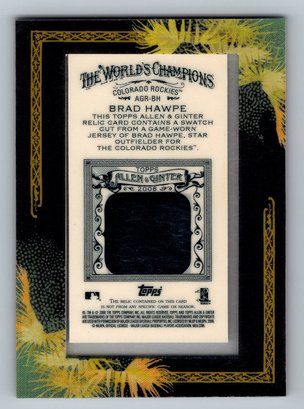 THE WORLD'S CHAMPIONS
COLORADO ROCKIES™
AGR-BH
BRAD HAWPE
THIS TOPPS ALLEN & GINTER
RELIC CARD CONTAINS A SWATCH
CUT FROM A GAME-WORN
JERSEY OF BRAD HAWPE, STAR
OUTFIELDER FOR
THE COLORADO ROCKIES™.
TOPPS
ALLEN & GINTER
2008
Topps
THE RELIC CONTAINED ON THIS CARD
IS NOT FROM ANY SPECIFIC GAME OR SEASON.